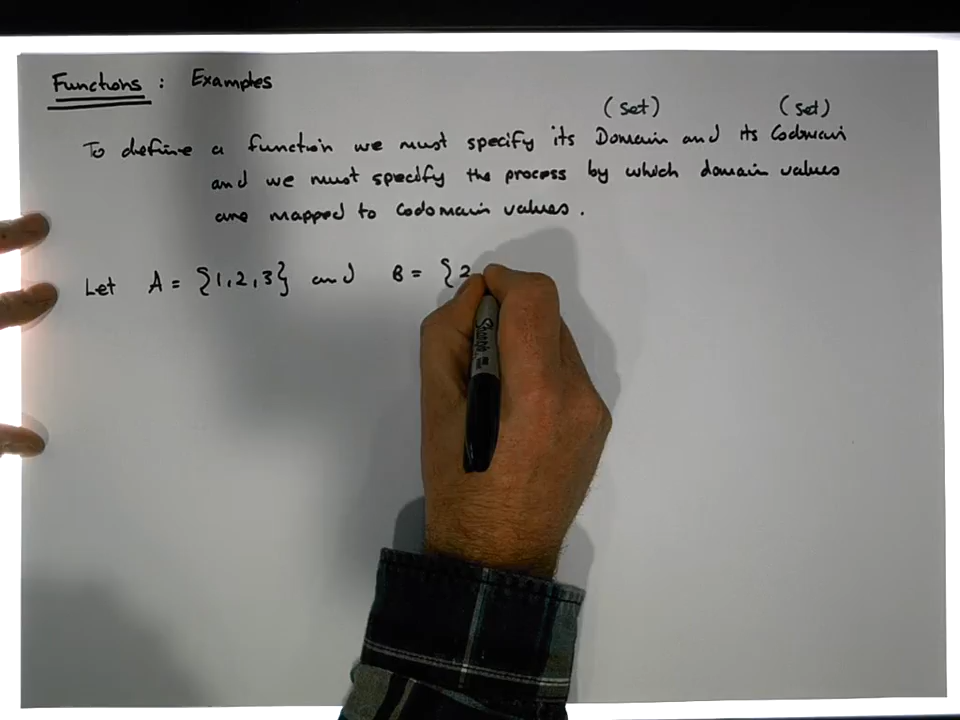 Functions : Examples
(set) (set)
To define a function we must specify its Domain and its Codomain
and we must specify the process by which domain values
are mapped to Codomain values.
Let A = {1,2,3} and B = {2
Sharpie